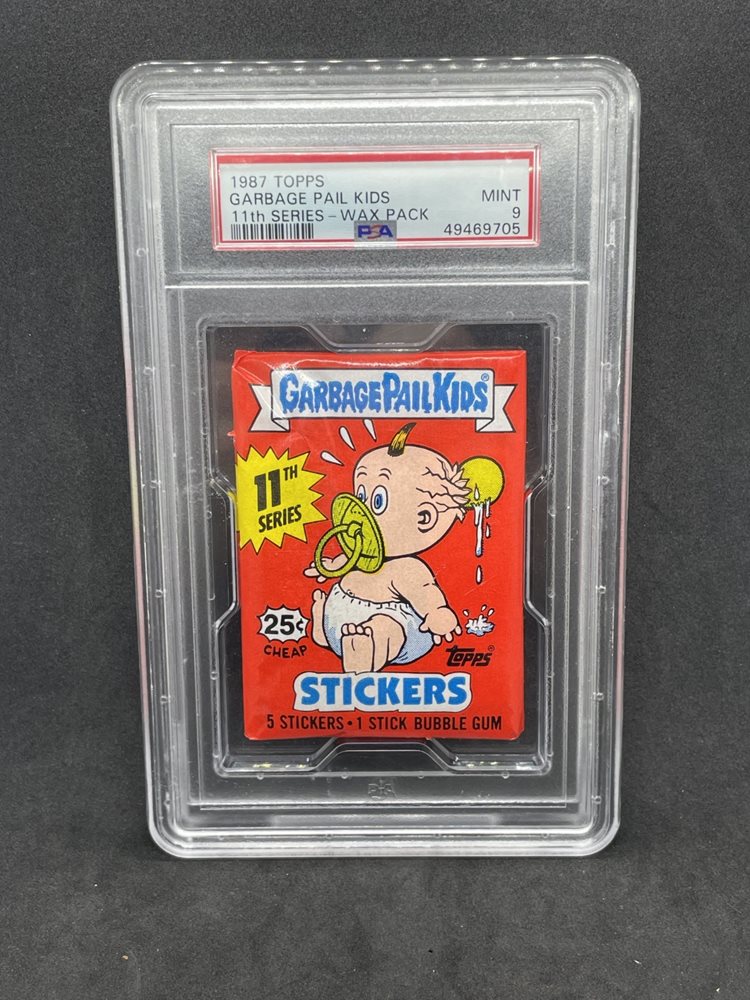 1987 TOPPS
GARBAGE PAIL KIDS MINT
11th SERIES – WAX PACK 9
PSA 49469705
GARBAGE PAIL KIDS®
11TH
SERIES
25¢
CHEAP
TOPPS®
STICKERS
5 STICKERS • 1 STICK BUBBLE GUM
PSA